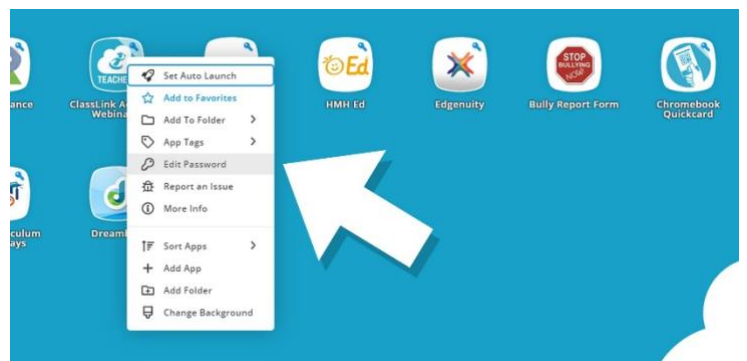 TEACHE
STOP
BULLYING
NOW
Ed
ance
ClassLink A
Webina
HMH Ed
Edgenuity
Bully Report Form
Chromebook
Quickcard
Set Auto Launch
Add to Favorites
Add To Folder
App Tags
Edit Password
Report an Issue
More Info
Sort Apps
Add App
Add Folder
Change Background
culum
ays
Dream